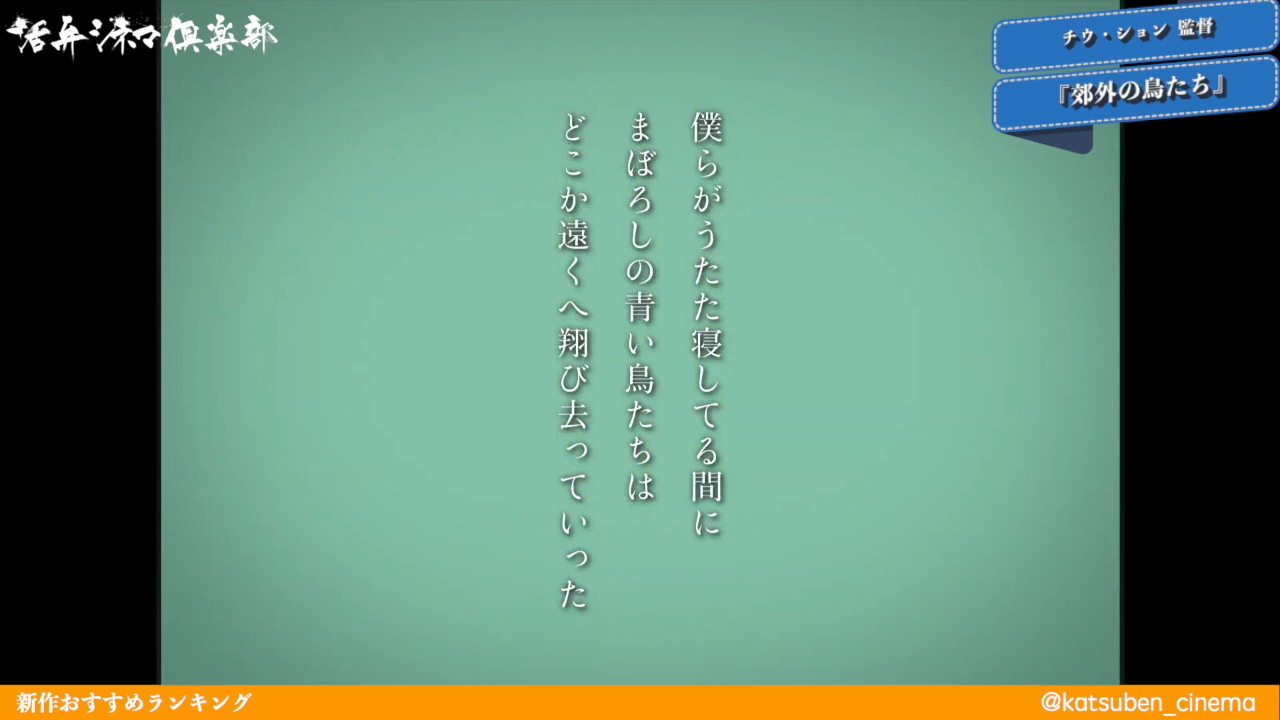 活弁シネマ倶楽部
チウ・ション 監督
『郊外の鳥たち』
僕らがうたた寝してる間に
まぼろしの青い鳥たちは
どこか遠くへ翔び去っていった
新作おすすめランキング
@katsuben_cinema